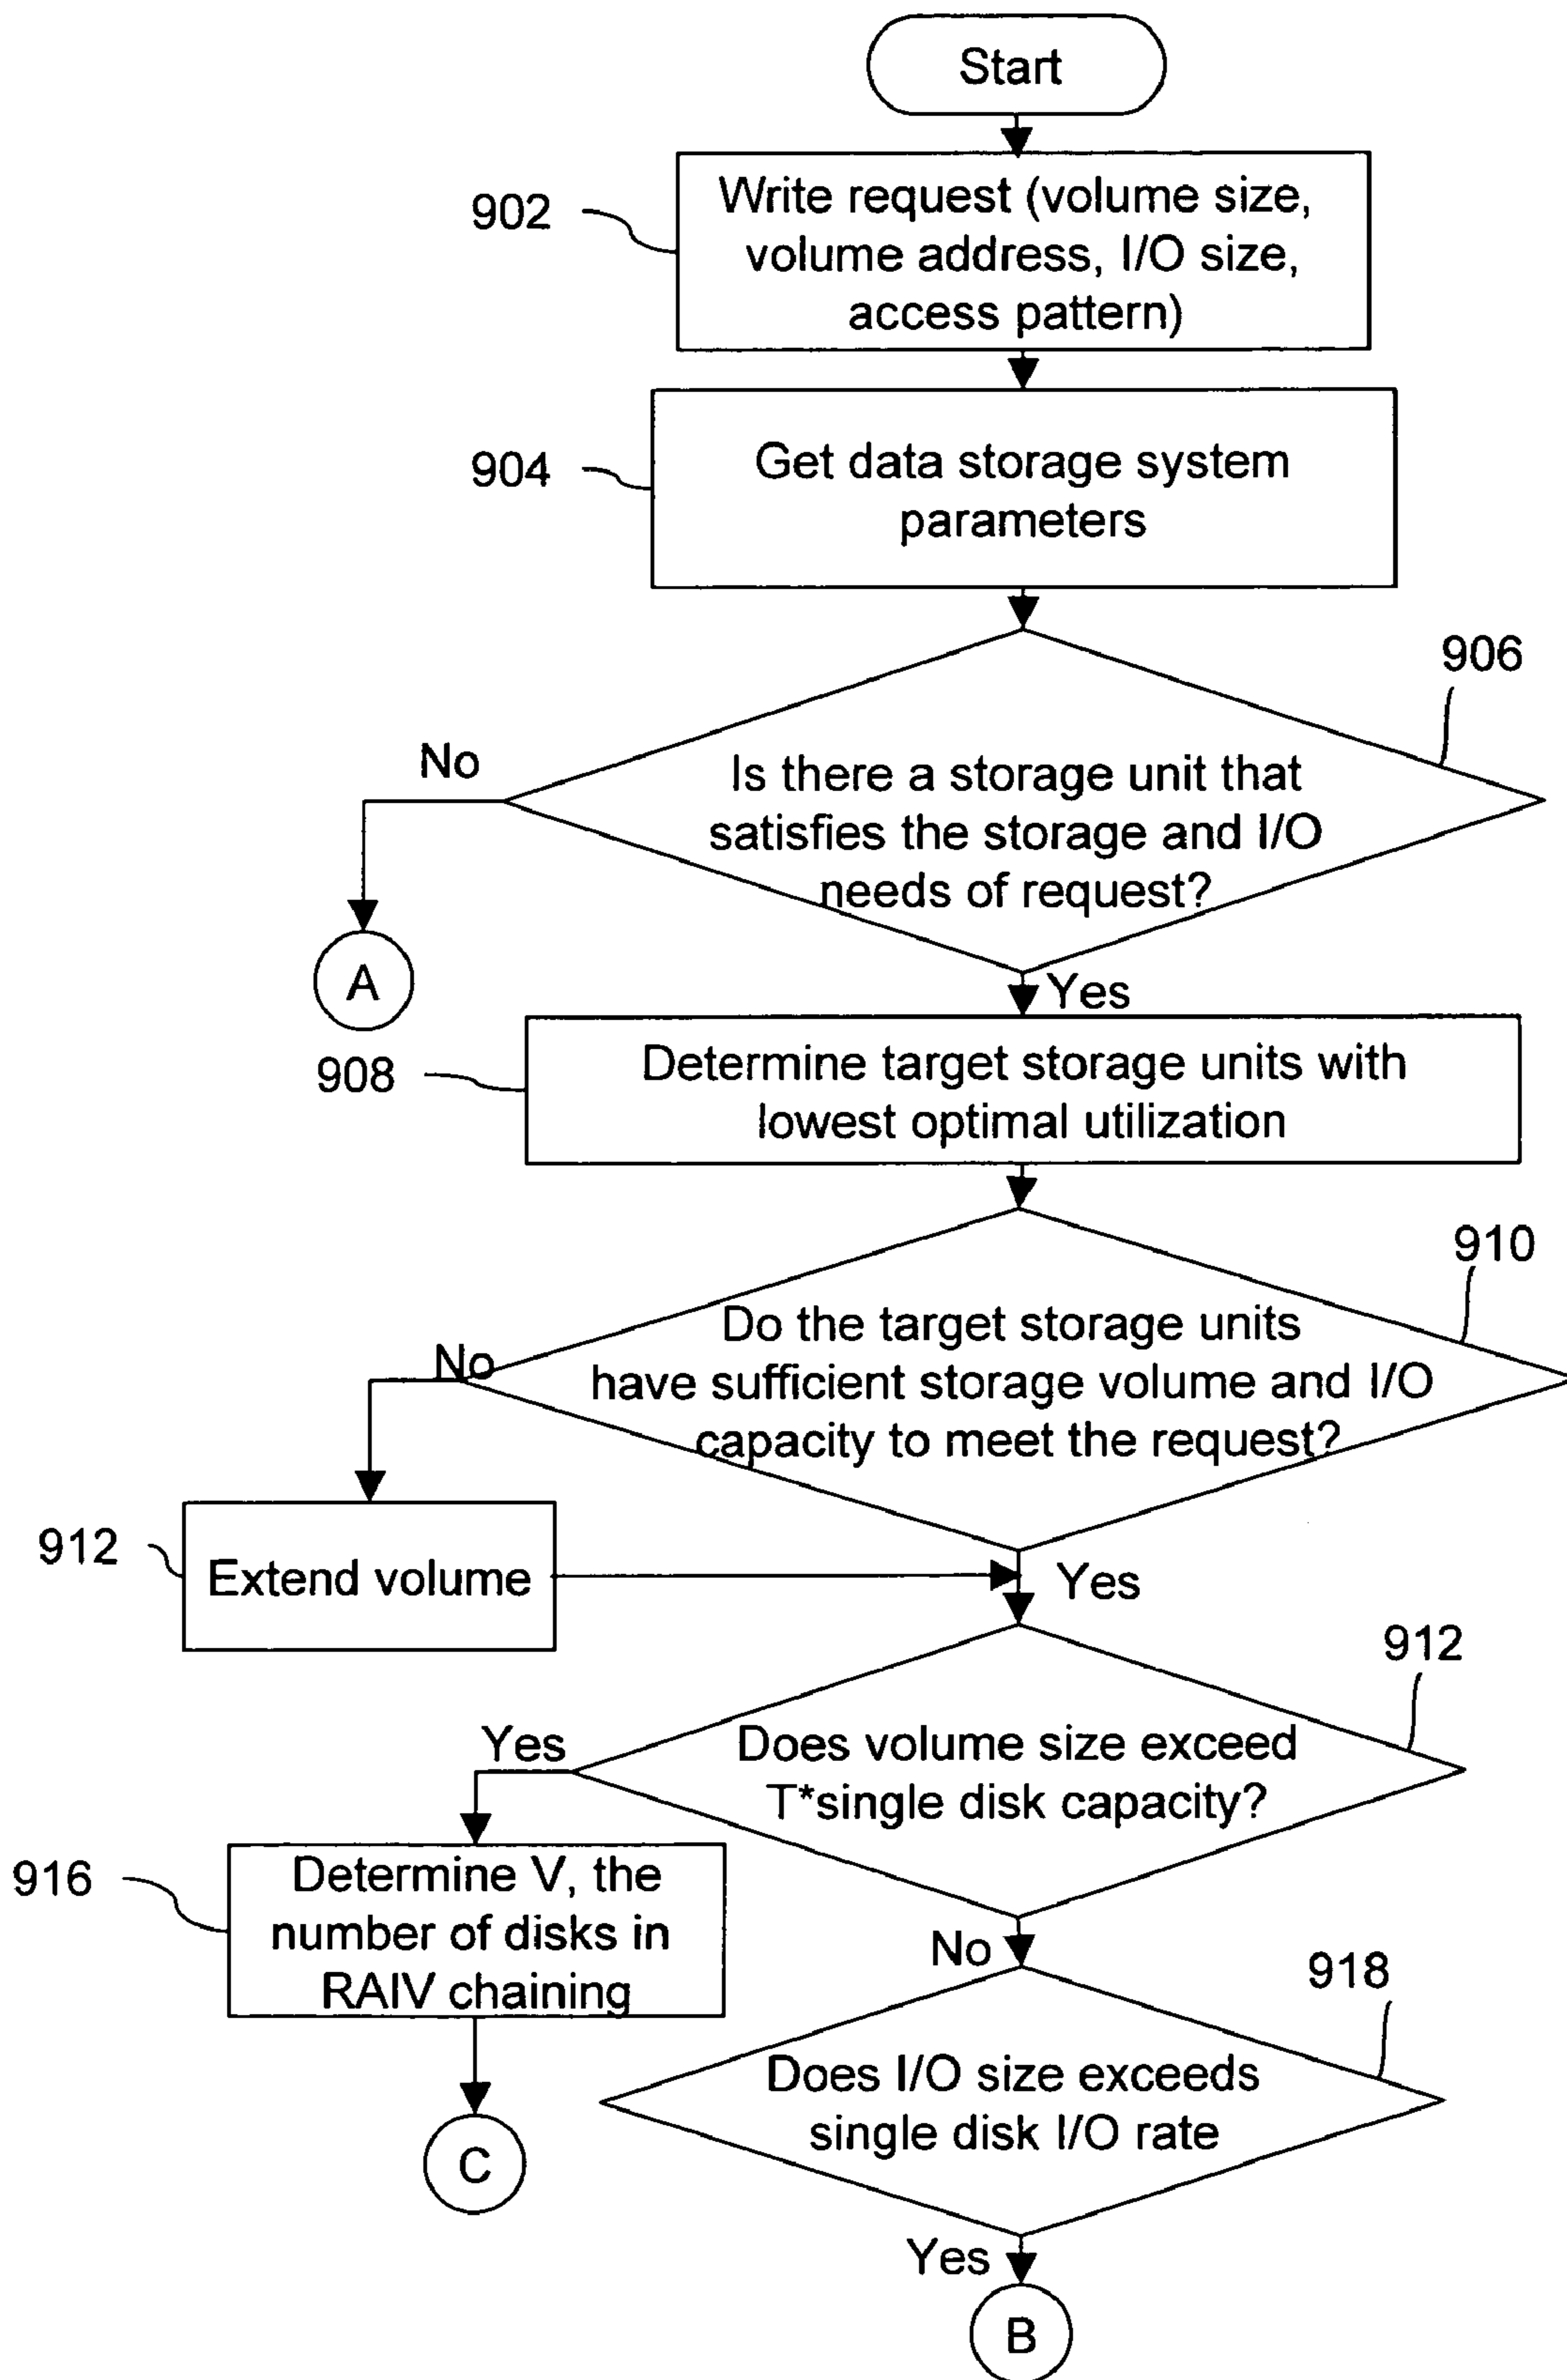 Start
902
Write request (volume size,
volume address, I/O size,
access pattern)
904
Get data storage system
parameters
906
No
Is there a storage unit that
satisfies the storage and I/O
needs of request?
A
Yes
908
Determine target storage units with
lowest optimal utilization
910
No
Do the target storage units
have sufficient storage volume and I/O
capacity to meet the request?
912
Extend volume
Yes
912
Yes
Does volume size exceed
T*single disk capacity?
916
Determine V, the
number of disks in
RAIV chaining
No
918
Does I/O size exceeds
single disk I/O rate
C
Yes
B